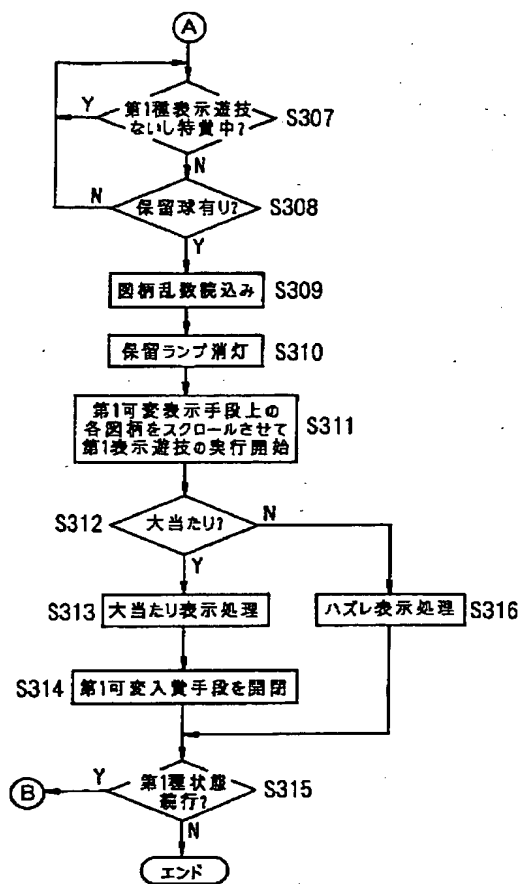 A
第1種表示遊技
ないし特賞中?
Y
S307
N
N
保留球有り?
S308
Y
図柄乱数読込み
S309
保留ランプ消灯
S310
第1可変表示手段上の
各図柄をスクロールさせて
第1表示遊技の実行開始
S311
S312
大当たり?
N
Y
S313
大当たり表示処理
ハズレ表示処理
S316
S314
第1可変入賞手段を開閉
Y
第1種状態
続行?
S315
B
N
エンド